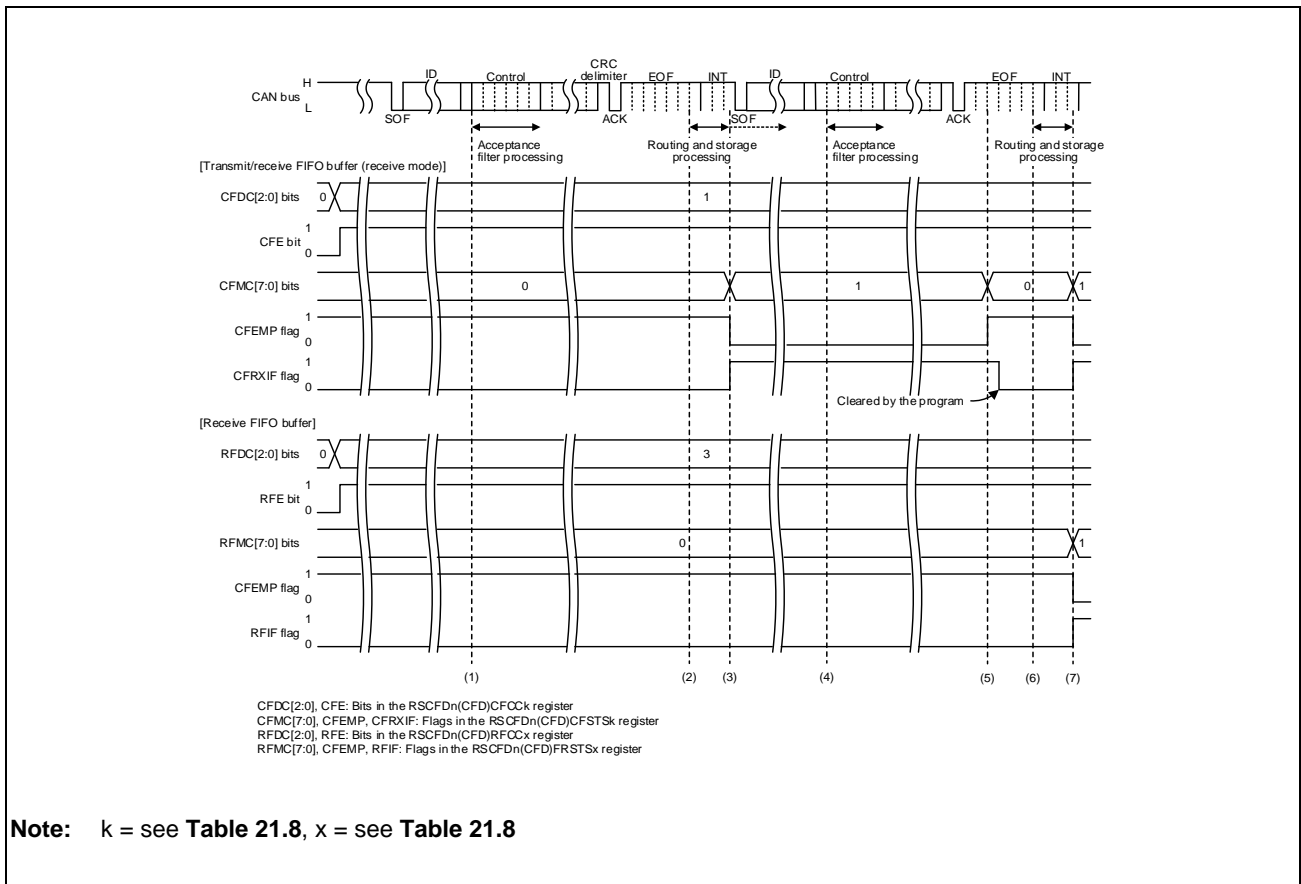 CRC
ID delimiter EOF INT ID EOF INT
Control Control
H
CAN bus
L
SOF ACK SOF ACK
Acceptance filter processing
Routing and storage processing
Acceptance filter processing
Routing and storage processing
[Transmit/receive FIFO buffer (receive mode)]
CFDC[2:0] bits 0 1
1
CFE bit
0
CFMC[7:0] bits 0 1 0 1
1
CFEMP flag
0
1
CFRXIF flag
0
Cleared by the program
[Receive FIFO buffer]
RFDC[2:0] bits 0 3
1
RFE bit
0
RFMC[7:0] bits 0 1
1
CFEMP flag
0
1
RFIF flag
0
(1) (2) (3) (4) (5) (6) (7)
CFDC[2:0], CFE: Bits in the RSCFDn(CFD)CFCCk register
CFMC[7:0], CFEMP, CFRXIF: Flags in the RSCFDn(CFD)CFSTSk register
RFDC[2:0], RFE: Bits in the RSCFDn(CFD)RFCCx register
RFMC[7:0], CFEMP, RFIF: Flags in the RSCFDn(CFD)FRSTSx register
Note: k = see Table 21.8, x = see Table 21.8